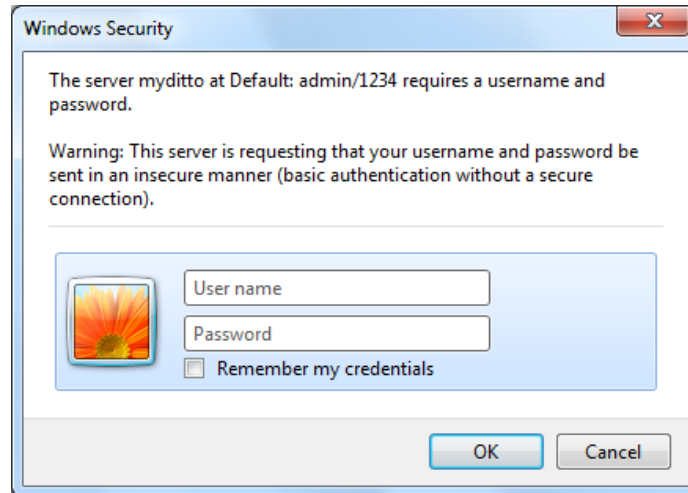 Windows Security
The server myditto at Default: admin/1234 requires a username and
password.
Warning: This server is requesting that your username and password be
sent in an insecure manner (basic authentication without a secure
connection).
User name
Password
Remember my credentials
OK
Cancel